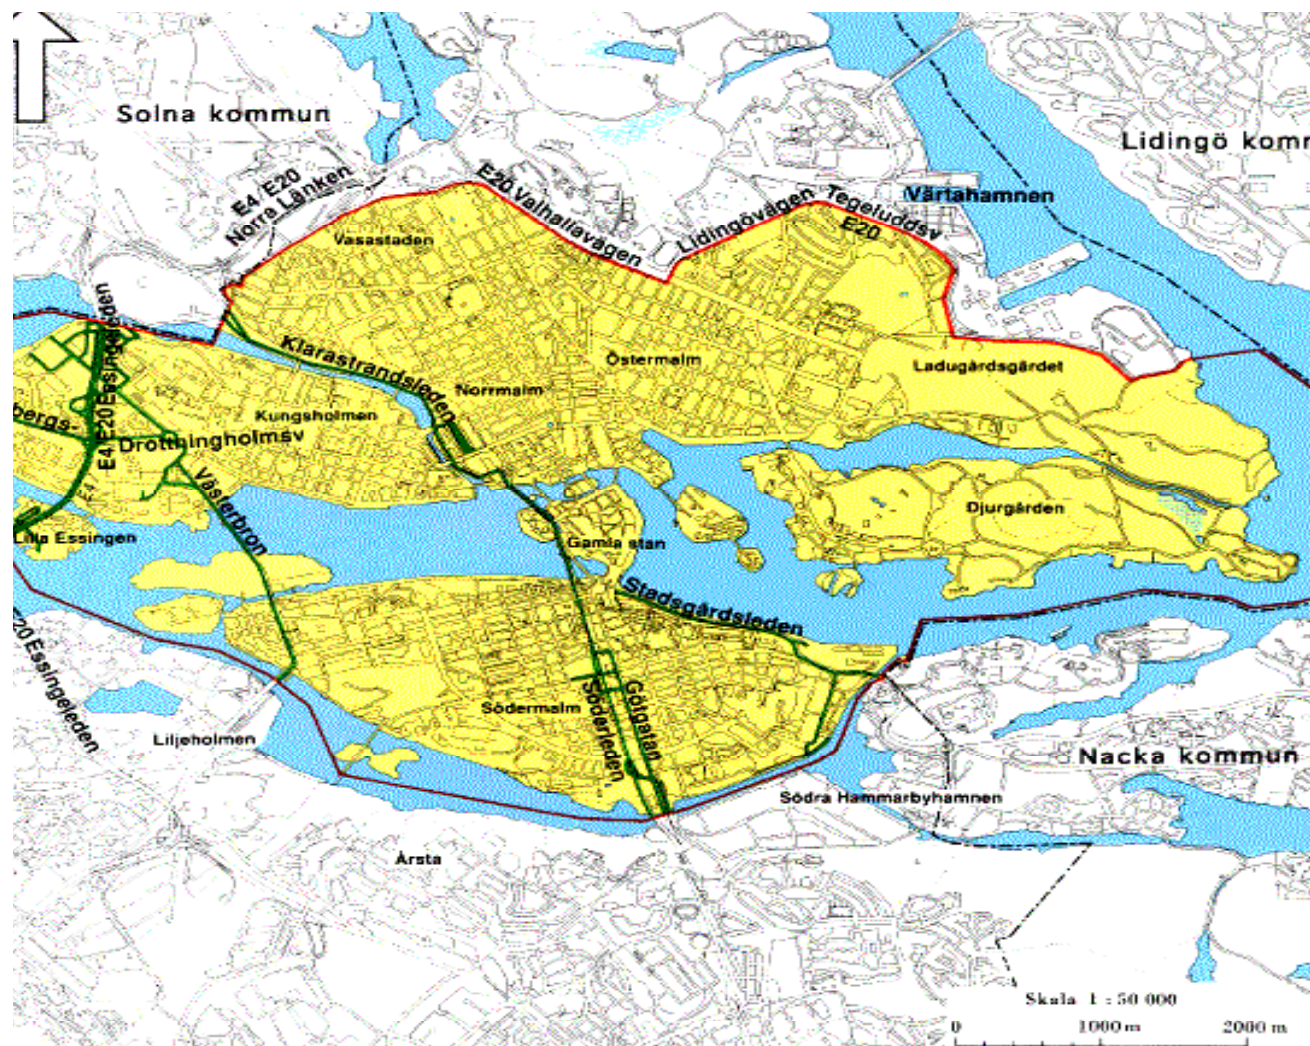 Solna kommun
Lidingö komm
E4 E20
Norra Länken
E20 Valhallavägen
Lidingövägen
Tegeluddsv
E20
Värtahamnen
Vasastaden
E4/E20 Essingeleden
Klarastrandsleden
Östermalm
Ladugårdsgärdet
Norrmalm
Kungsholmen
bergs-
Drottningholmsv
E4
Västerbron
Djurgården
Lilla Essingen
Gamla stan
Stadsgårdsleden
E20 Essingeleden
Södermalm
Söderleden
Götgatan
Liljeholmen
Nacka kommun
Södra Hammarbyhamnen
Årsta
Skala 1 : 50 000
0 1000 m 2000 m